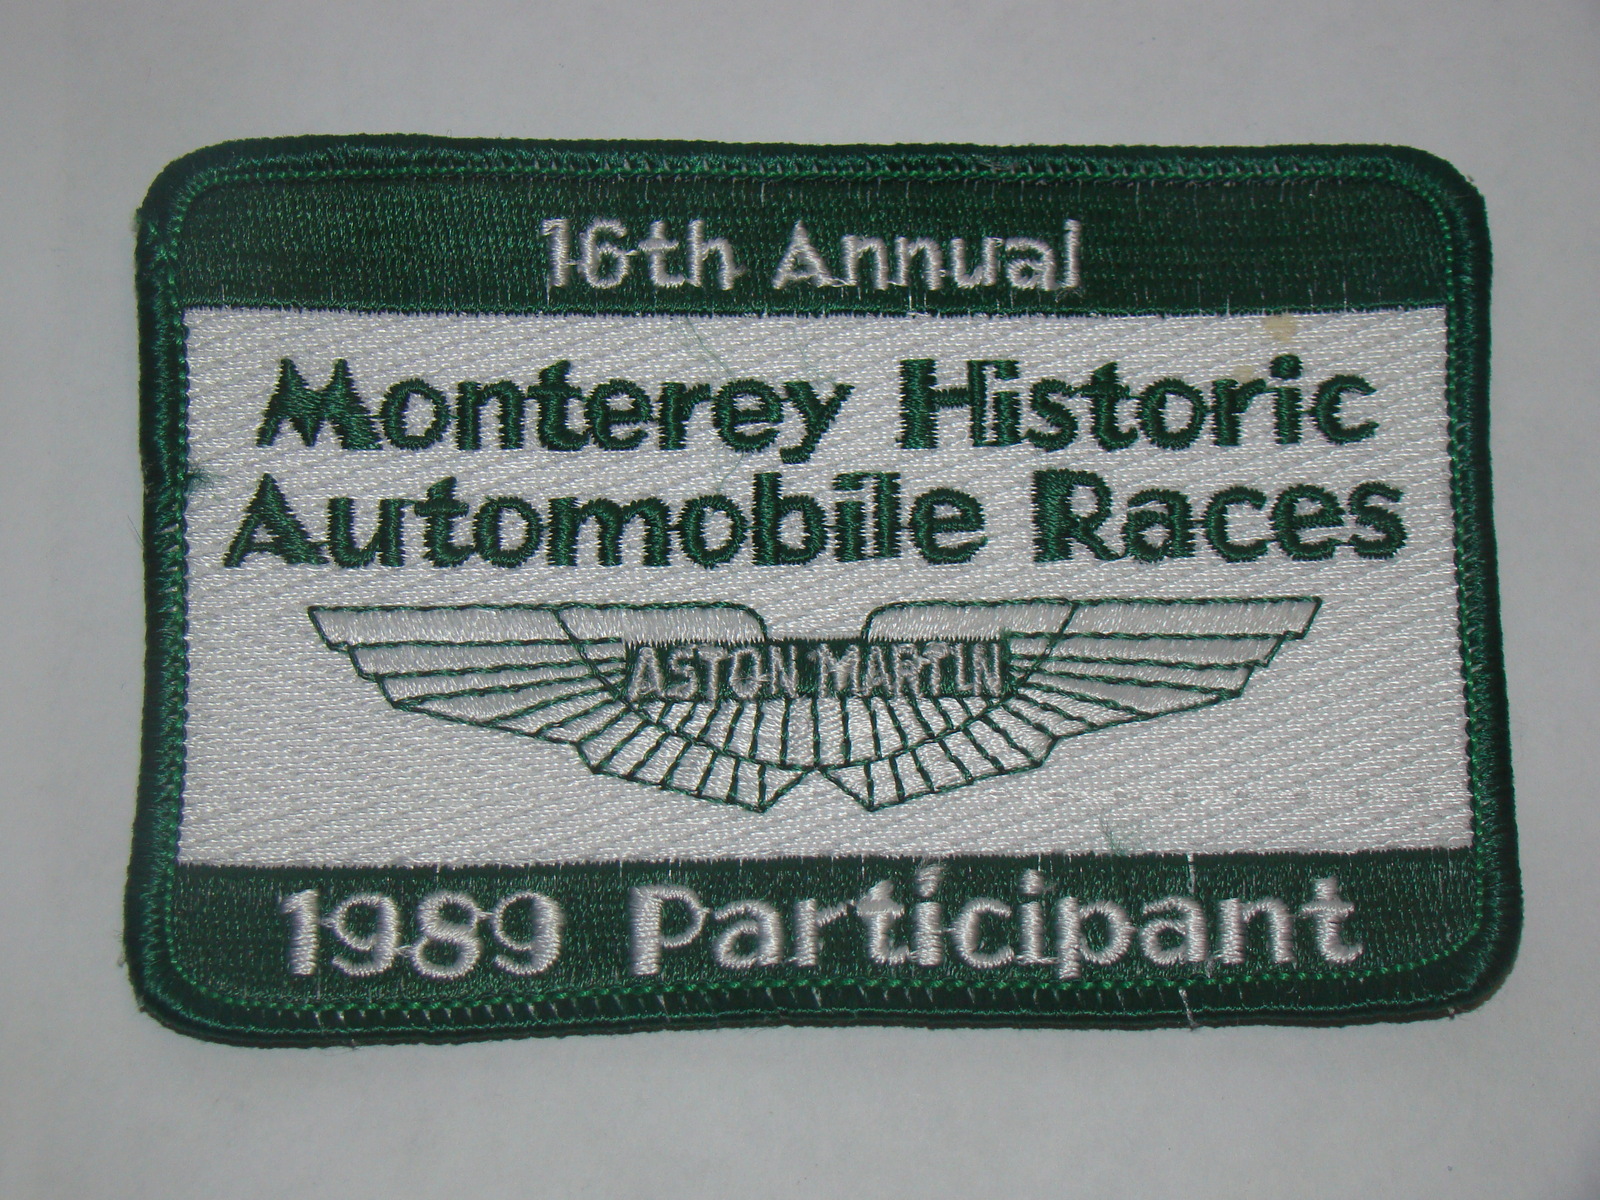 16th Annual
Monterey Historic
Automobile Races
ASTON MARTIN
1989 Participant